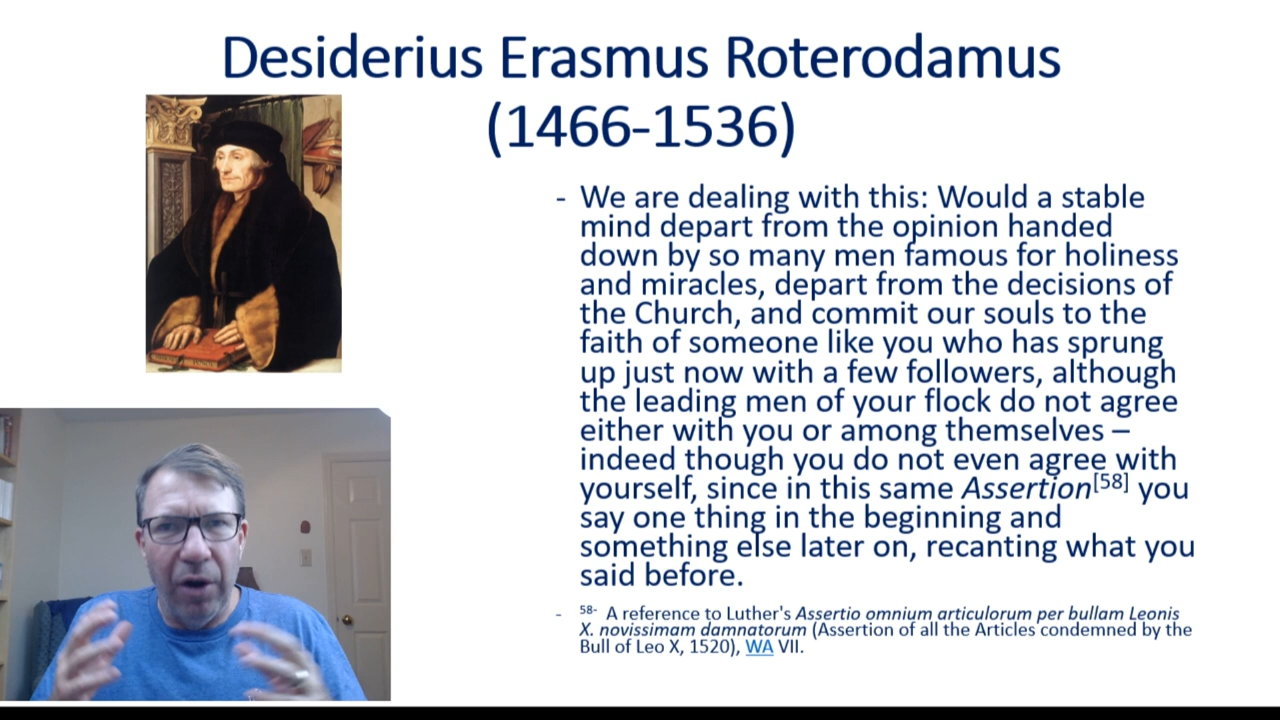 Desiderius Erasmus Roterodamus
(1466-1536)
- We are dealing with this: Would a stable
mind depart from the opinion handed
down by so many men famous for holiness
and miracles, depart from the decisions of
the Church, and commit our souls to the
faith of someone like you who has sprung
up just now with a few followers, although
the leading men of your flock do not agree
either with you or among themselves –
indeed though you do not even agree with
yourself, since in this same Assertion[58] you
say one thing in the beginning and
something else later on, recanting what you
said before.
- 58- A reference to Luther's Assertio omnium articulorum per bullam Leonis
X. novissimam damnatorum (Assertion of all the Articles condemned by the
Bull of Leo X, 1520), WA VII.